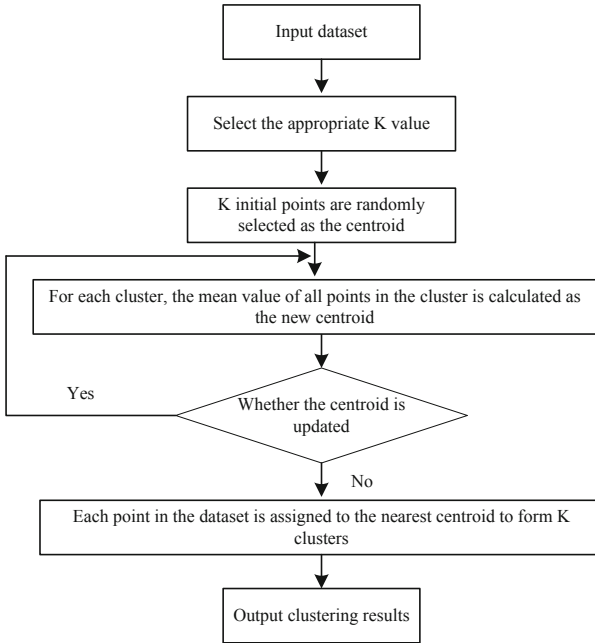 Input dataset
Select the appropriate K value
K initial points are randomly
selected as the centroid
For each cluster, the mean value of all points in the cluster is calculated as
the new centroid
Yes
Whether the centroid is
updated
No
Each point in the dataset is assigned to the nearest centroid to form K
clusters
Output clustering results